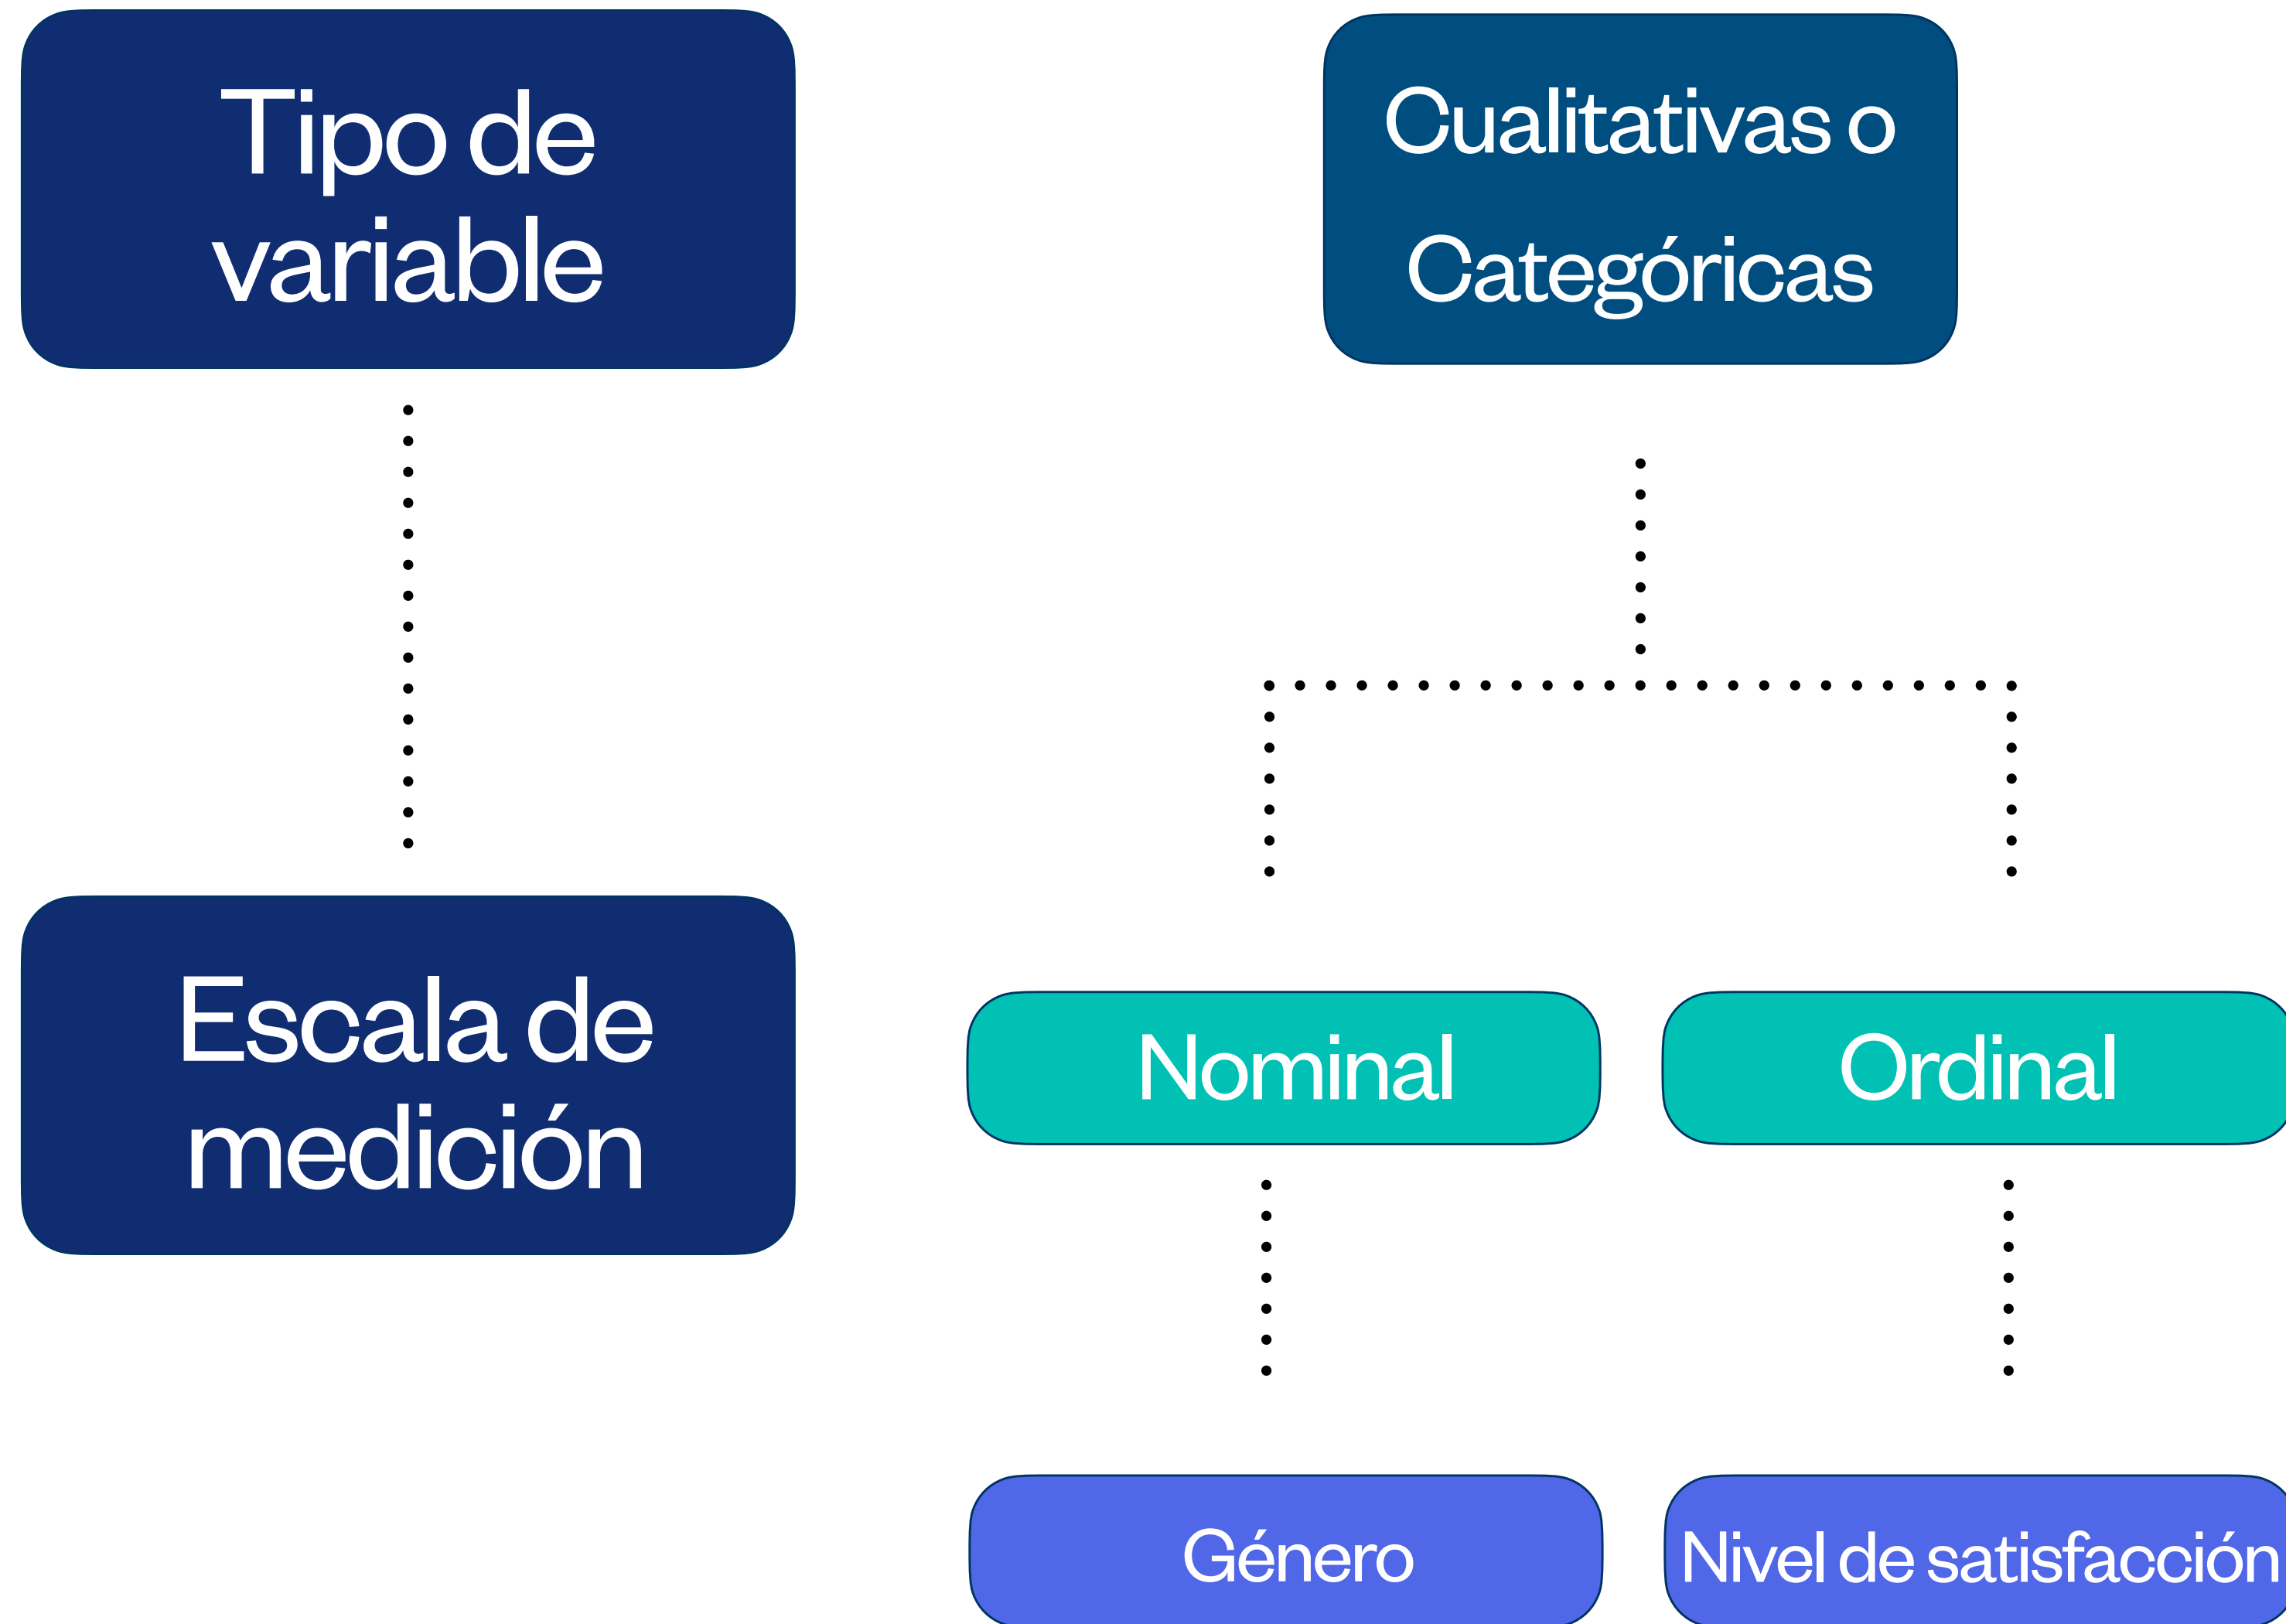 Tipo de
variable
Cualitativas o
Categóricas
Escala de
medición
Nominal
Ordinal
Género
Nivel de satisfacción